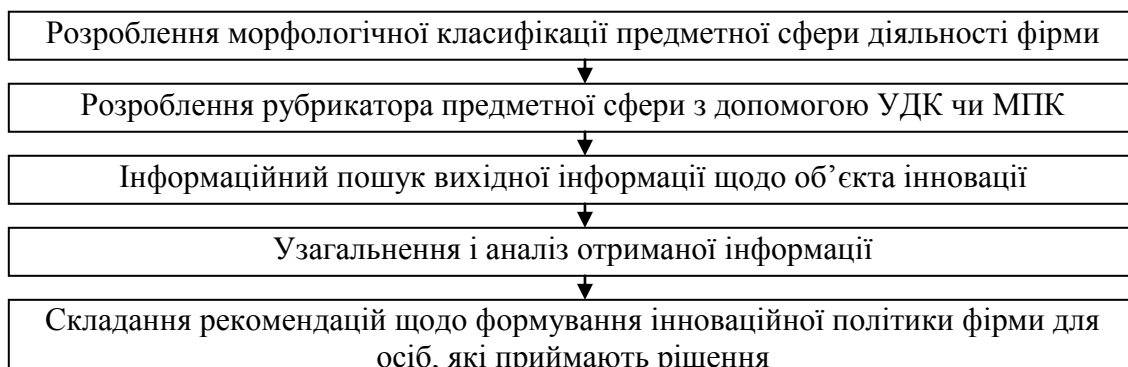 Розроблення морфологічної класифікації предметної сфери діяльності фірми
Розроблення рубрикатора предметної сфери з допомогою УДК чи МПК
Інформаційний пошук вихідної інформації щодо об’єкта інновації
Узагальнення і аналіз отриманої інформації
Складання рекомендацій щодо формування інноваційної політики фірми для
осіб, які приймають рішення